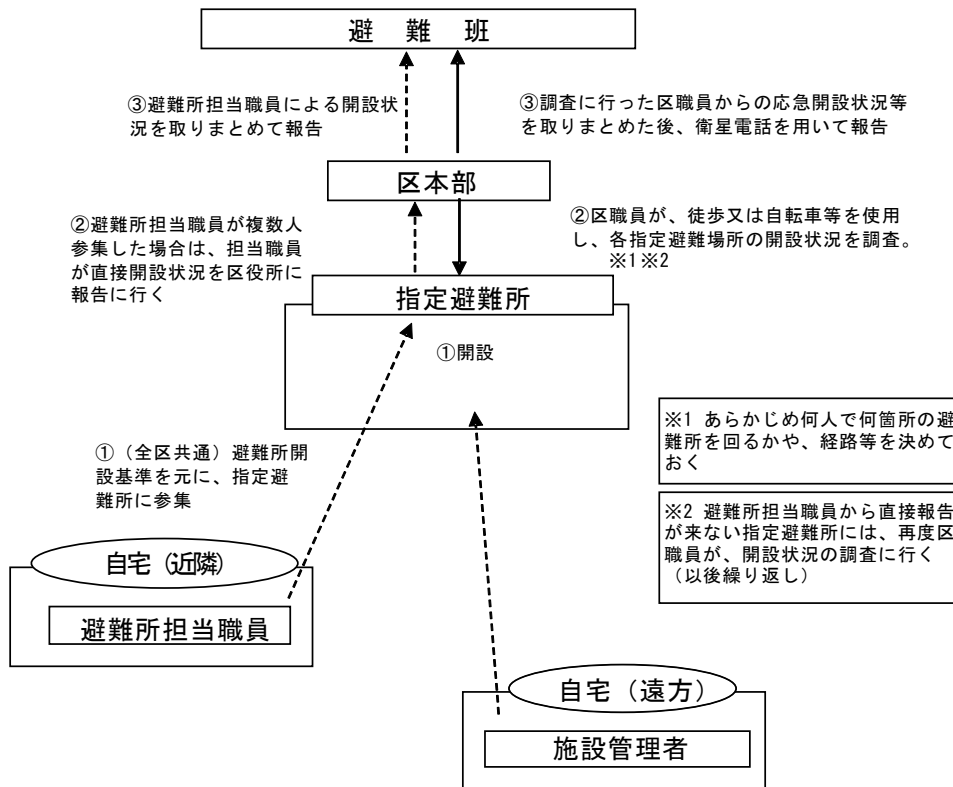 避 難 班
③避難所担当職員による開設状
況を取りまとめて報告
③調査に行った区職員からの応急開設状況等
を取りまとめた後、衛星電話を用いて報告
区本部
②避難所担当職員が複数人
参集した場合は、担当職員
が直接開設状況を区役所に
報告に行く
②区職員が、徒歩又は自転車等を使用
し、各指定避難場所の開設状況を調査。
※1※2
指定避難所
①開設
※1 あらかじめ何人で何箇所の避
難所を回るかや、経路等を決めて
おく
①（全区共通）避難所開
設基準を元に、指定避
難所に参集
※2 避難所担当職員から直接報告
が来ない指定避難所には、再度区
職員が、開設状況の調査に行く
（以後繰り返し）
自宅（近隣）
避難所担当職員
自宅（遠方）
施設管理者